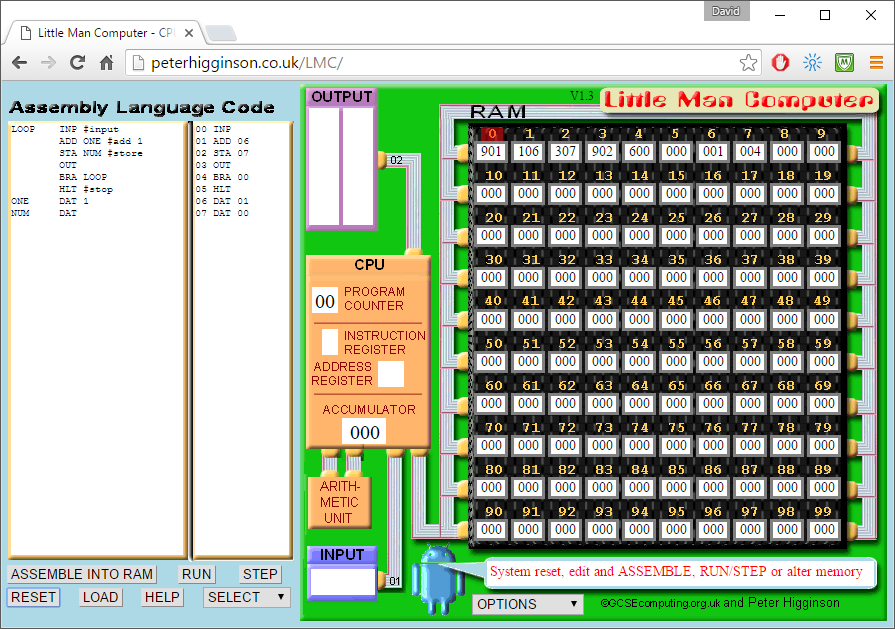 David
Little Man Computer - CPU
peterhigginson.co.uk/LMC/
Assembly Language Code
LOOP INP #input
ADD ONE #add 1
STA NUM #store
OUT
BRA LOOP
HLT #stop
ONE DAT 1
NUM DAT
00 INP
01 ADD 06
02 STA 07
03 OUT
04 BRA 00
05 HLT
06 DAT 01
07 DAT 00
ASSEMBLE INTO RAM RUN STEP
RESET LOAD HELP SELECT
OUTPUT
02
CPU
00 PROGRAM
COUNTER
INSTRUCTION
REGISTER
ADDRESS
REGISTER
ACCUMULATOR
000
ARITH-
METIC
UNIT
INPUT
01
V1.3
Little Man Computer
RAM
0 1 2 3 4 5 6 7 8 9
901 106 307 902 600 000 001 004 000 000
10 11 12 13 14 15 16 17 18 19
000 000 000 000 000 000 000 000 000 000
20 21 22 23 24 25 26 27 28 29
000 000 000 000 000 000 000 000 000 000
30 31 32 33 34 35 36 37 38 39
000 000 000 000 000 000 000 000 000 000
40 41 42 43 44 45 46 47 48 49
000 000 000 000 000 000 000 000 000 000
50 51 52 53 54 55 56 57 58 59
000 000 000 000 000 000 000 000 000 000
60 61 62 63 64 65 66 67 68 69
000 000 000 000 000 000 000 000 000 000
70 71 72 73 74 75 76 77 78 79
000 000 000 000 000 000 000 000 000 000
80 81 82 83 84 85 86 87 88 89
000 000 000 000 000 000 000 000 000 000
90 91 92 93 94 95 96 97 98 99
000 000 000 000 000 000 000 000 000 000
System reset, edit and ASSEMBLE, RUN/STEP or alter memory
OPTIONS
©GCSEcomputing.org.uk and Peter Higginson